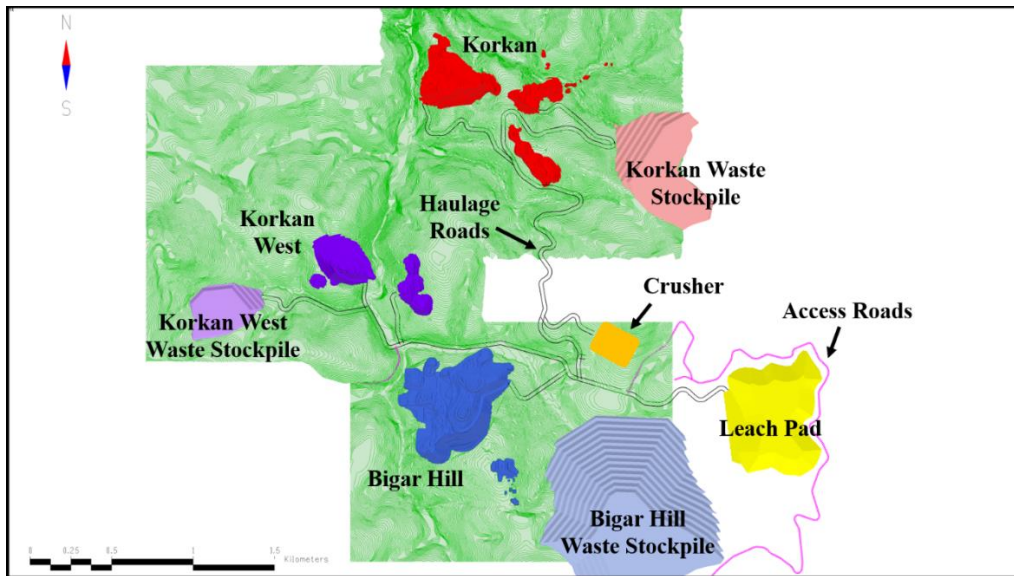 N
S
Korkan
Korkan Waste
Stockpile
Haulage
Roads
Korkan
West
Crusher
Access Roads
Korkan West
Waste Stockpile
Leach Pad
Bigar Hill
Bigar Hill
Waste Stockpile
0 0.25 0.5 1 1.5
Kilometers